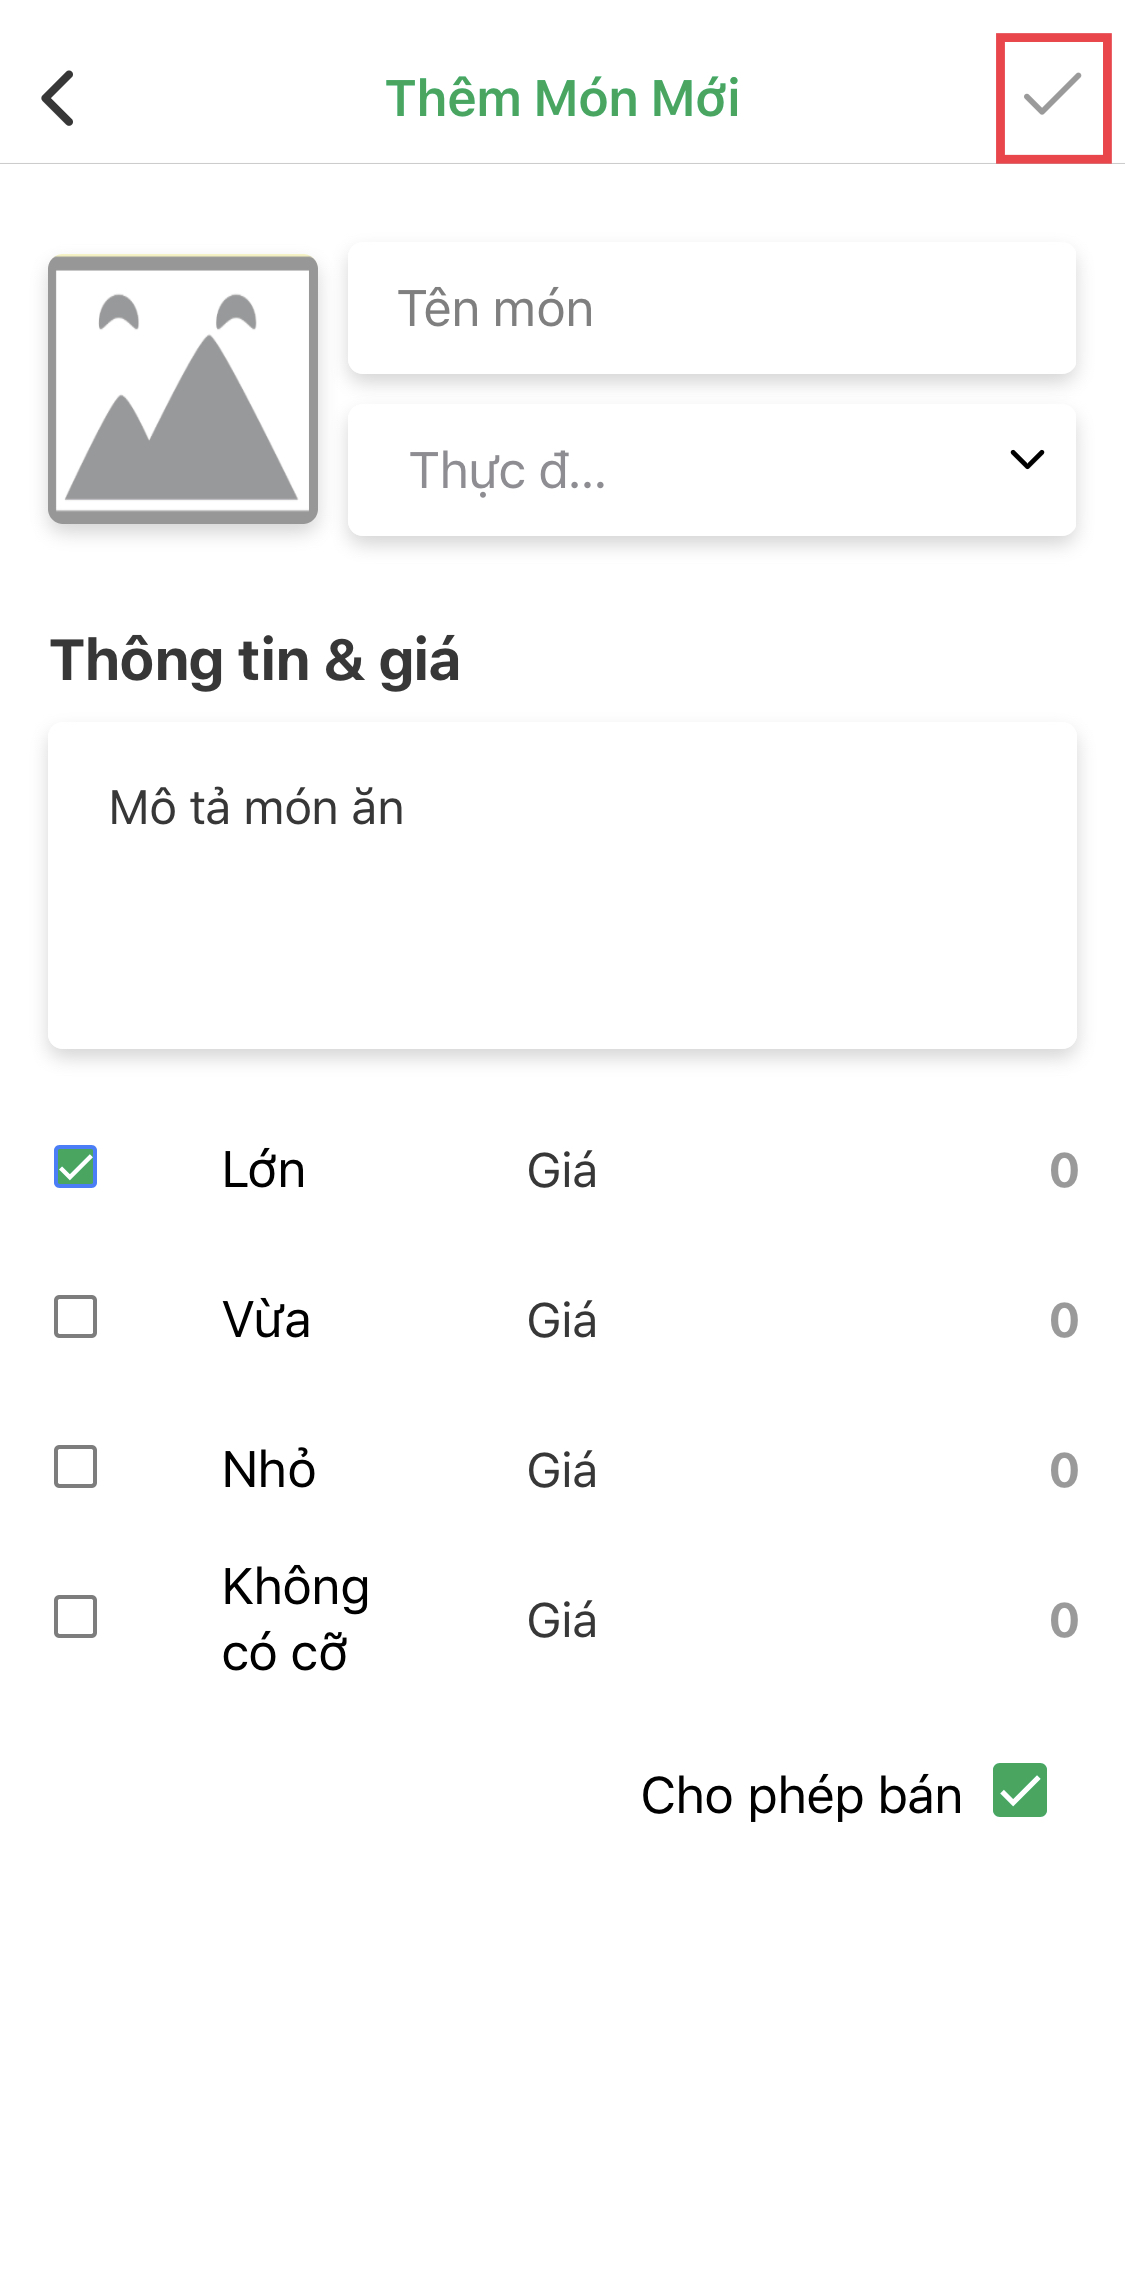 Thêm Món Mới
Tên món
Thực đ...
Thông tin & giá
Mô tả món ăn
Lớn Giá 0
Vừa Giá 0
Nhỏ Giá 0
Không
có cỡ Giá 0
Cho phép bán